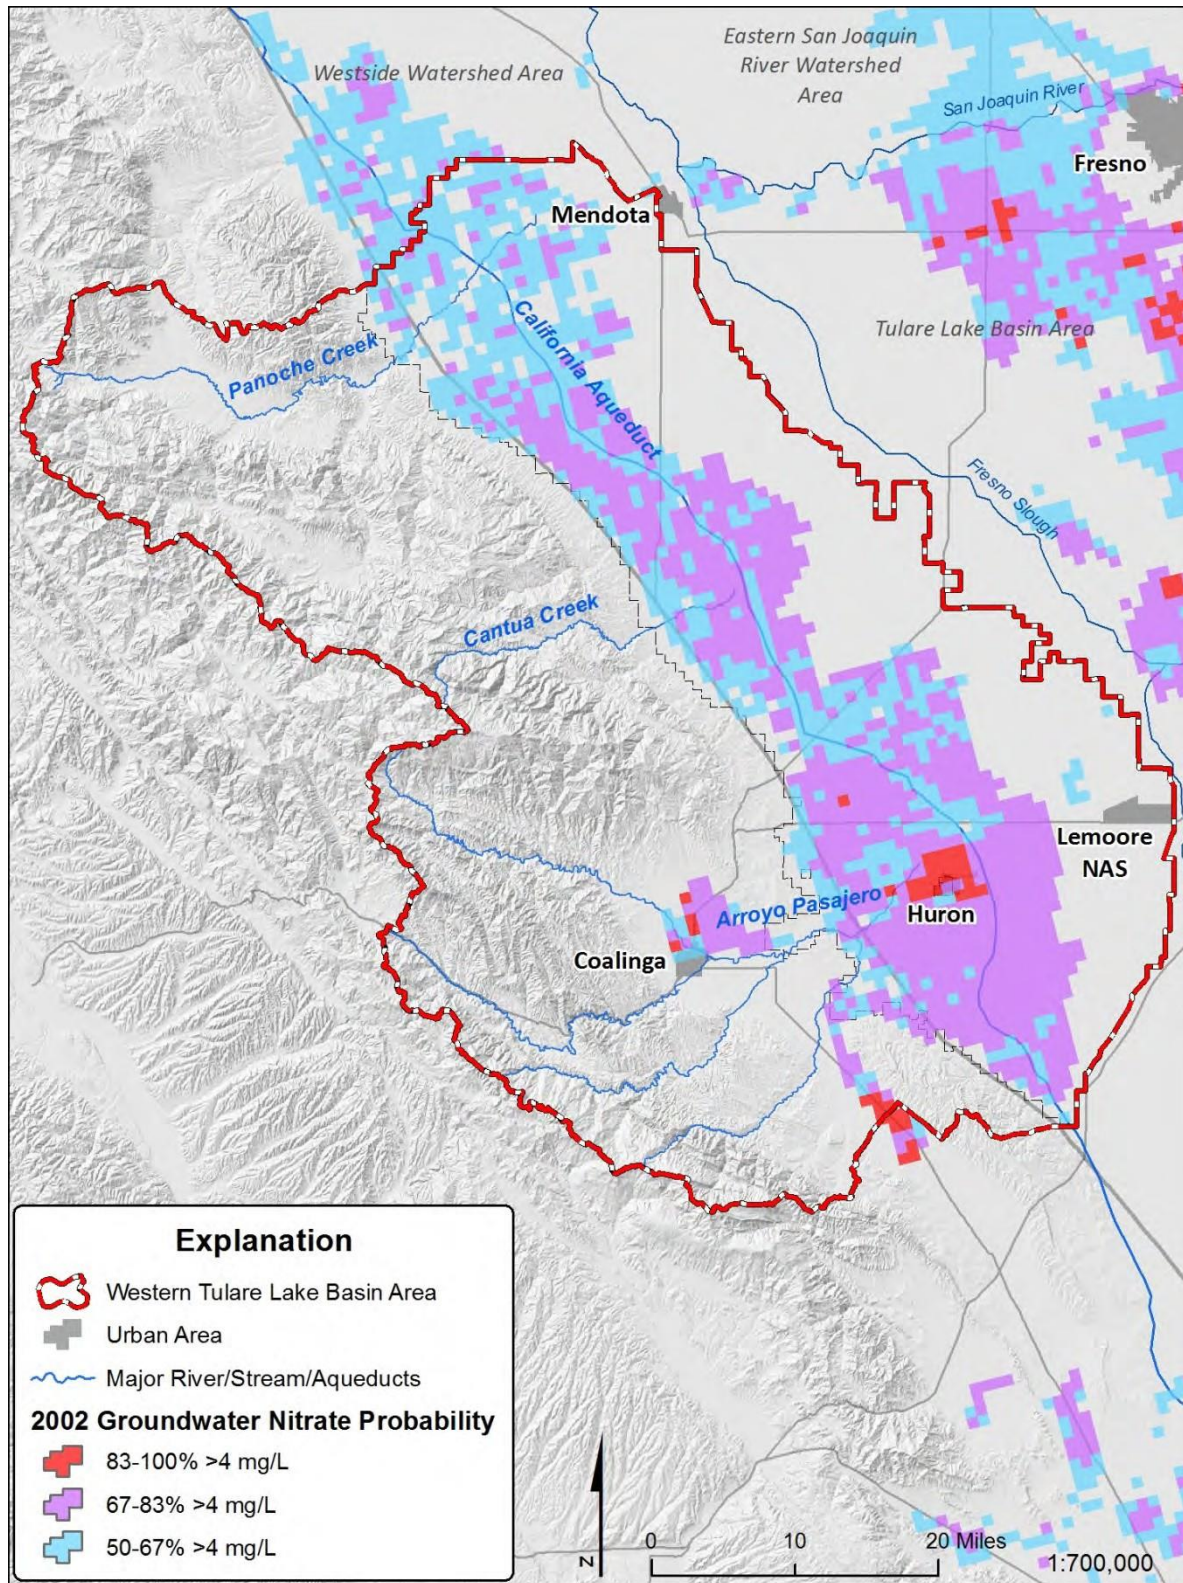 Eastern San Joaquin
River Watershed
Area
Westside Watershed Area
San Joaquin River
Fresno
Mendota
California Aqueduct
Tulare Lake Basin Area
Panoche Creek
Fresno Slough
Cantua Creek
Lemoore
NAS
Arroyo Pasajero
Huron
Coalinga
Explanation
Western Tulare Lake Basin Area
Urban Area
Major River/Stream/Aqueducts
2002 Groundwater Nitrate Probability
83-100% >4 mg/L
67-83% >4 mg/L
50-67% >4 mg/L
N
0 10 20 Miles
1:700,000